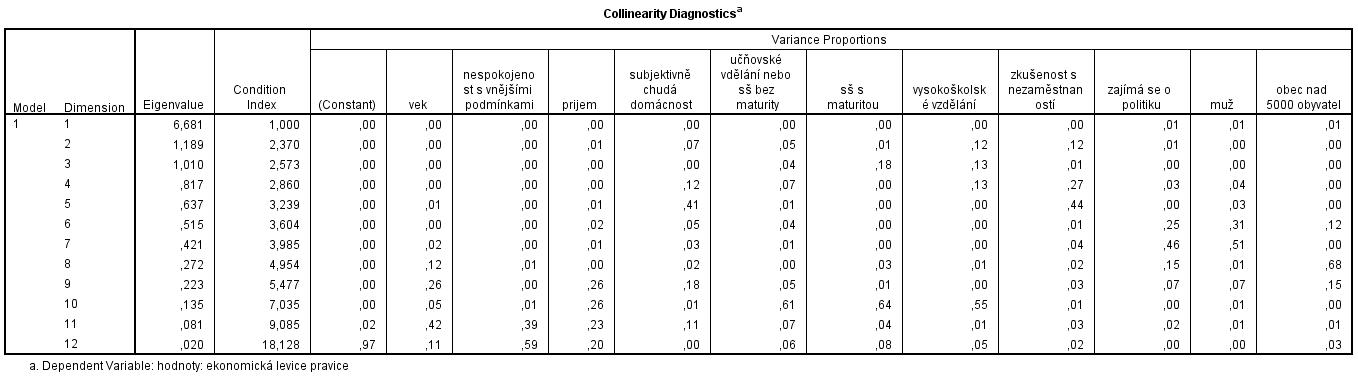 Collinearity Diagnosticsa
Variance Proportions
Model Dimension Eigenvalue Condition Index (Constant) vek nespokojeno st s vnějšími podmínkami prijem subjektivně chudá domácnost učňovské vdělání nebo sš bez maturity sš s maturitou vysokoškolsk é vzdělání zkušenost s nezaměstnan ostí zajímá se o politiku muž obec nad 5000 obyvatel
1 1 6,681 1,000 ,00 ,00 ,00 ,00 ,00 ,00 ,00 ,00 ,00 ,01 ,01 ,01
2 1,189 2,370 ,00 ,00 ,00 ,01 ,07 ,05 ,01 ,12 ,12 ,01 ,00 ,00
3 1,010 2,573 ,00 ,00 ,00 ,00 ,00 ,04 ,18 ,13 ,01 ,00 ,00 ,00
4 ,817 2,860 ,00 ,00 ,00 ,00 ,12 ,07 ,00 ,13 ,27 ,03 ,04 ,00
5 ,637 3,239 ,00 ,01 ,00 ,01 ,41 ,01 ,00 ,00 ,44 ,00 ,03 ,00
6 ,515 3,604 ,00 ,00 ,00 ,02 ,05 ,04 ,00 ,00 ,01 ,25 ,31 ,12
7 ,421 3,985 ,00 ,02 ,00 ,01 ,03 ,01 ,00 ,00 ,04 ,46 ,51 ,00
8 ,272 4,954 ,00 ,12 ,01 ,00 ,02 ,00 ,03 ,01 ,02 ,15 ,01 ,68
9 ,223 5,477 ,00 ,26 ,01 ,26 ,18 ,05 ,01 ,00 ,03 ,07 ,07 ,15
10 ,135 7,035 ,00 ,05 ,01 ,26 ,01 ,61 ,64 ,55 ,01 ,00 ,01 ,00
11 ,081 9,085 ,02 ,42 ,39 ,23 ,11 ,07 ,04 ,01 ,03 ,02 ,01 ,01
12 ,020 18,128 ,97 ,11 ,59 ,20 ,00 ,06 ,08 ,05 ,02 ,00 ,00 ,03
a. Dependent Variable: hodnoty: ekonomická levice pravice